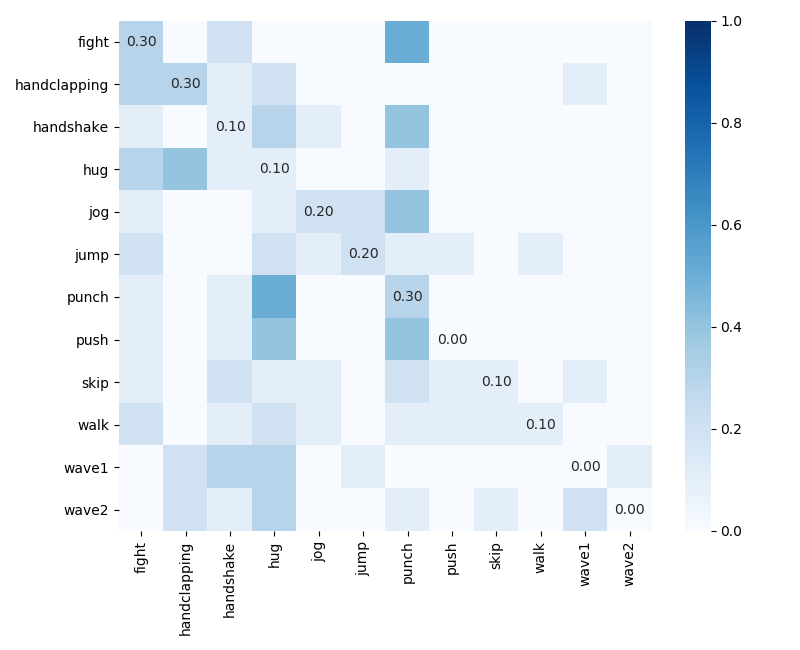 1.0
fight 0.30
handclapping 0.30
handshake 0.10
0.8
hug 0.10
jog 0.20
0.6
jump 0.20
punch 0.30
0.4
push 0.00
skip 0.10
walk 0.10
0.2
wave1 0.00
wave2 0.00
0.0
fight handclapping handshake hug jog jump punch push skip walk wave1 wave2